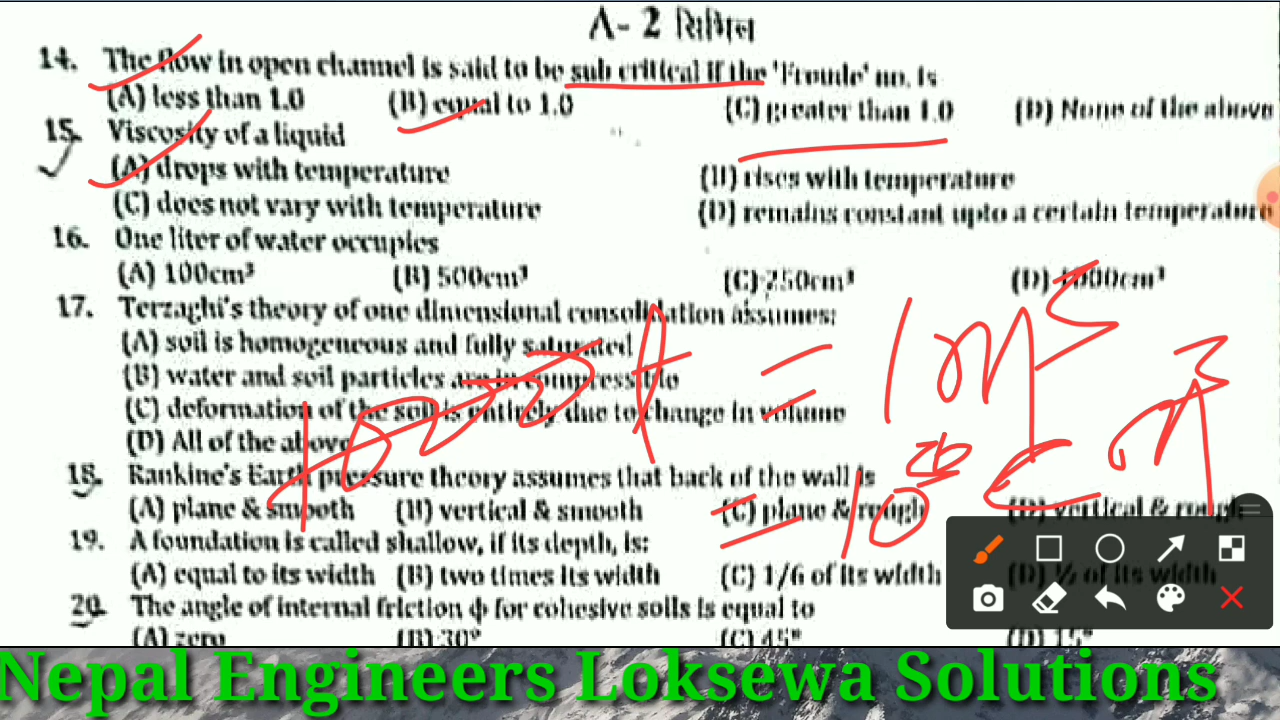 A- 2 सिभिल
14. The flow in open channel is said to be sub critical if the 'Froude' no. is
(A) less than 1.0 (B) equal to 1.0 (C) greater than 1.0 (D) None of the above
15. Viscosity of a liquid
(A) drops with temperature (B) rises with temperature
(C) does not vary with temperature (D) remains constant upto a certain temperature
16. One liter of water occupies
(A) 100cm³ (B) 500cm³ (C) 250cm³ (D) 1000cm³
17. Terzaghi's theory of one dimensional consolidation assumes:
(A) soil is homogeneous and fully saturated
(B) water and soil particles are incompressible
(C) deformation of the soil is entirely due to change in volume
(D) All of the above
1000 l = 1m³
= 10⁶ cm³
18. Rankine's Earth pressure theory assumes that back of the wall is
(A) plane & smooth (B) vertical & smooth (C) plane & rough (D) vertical & rough
19. A foundation is called shallow, if its depth, is:
(A) equal to its width (B) two times its width (C) 1/6 of its width (D) ½ of its width
20. The angle of internal friction ф for cohesive soils is equal to
(A) zero (B) 30° (C) 45° (D) 15°
Nepal Engineers Loksewa Solutions